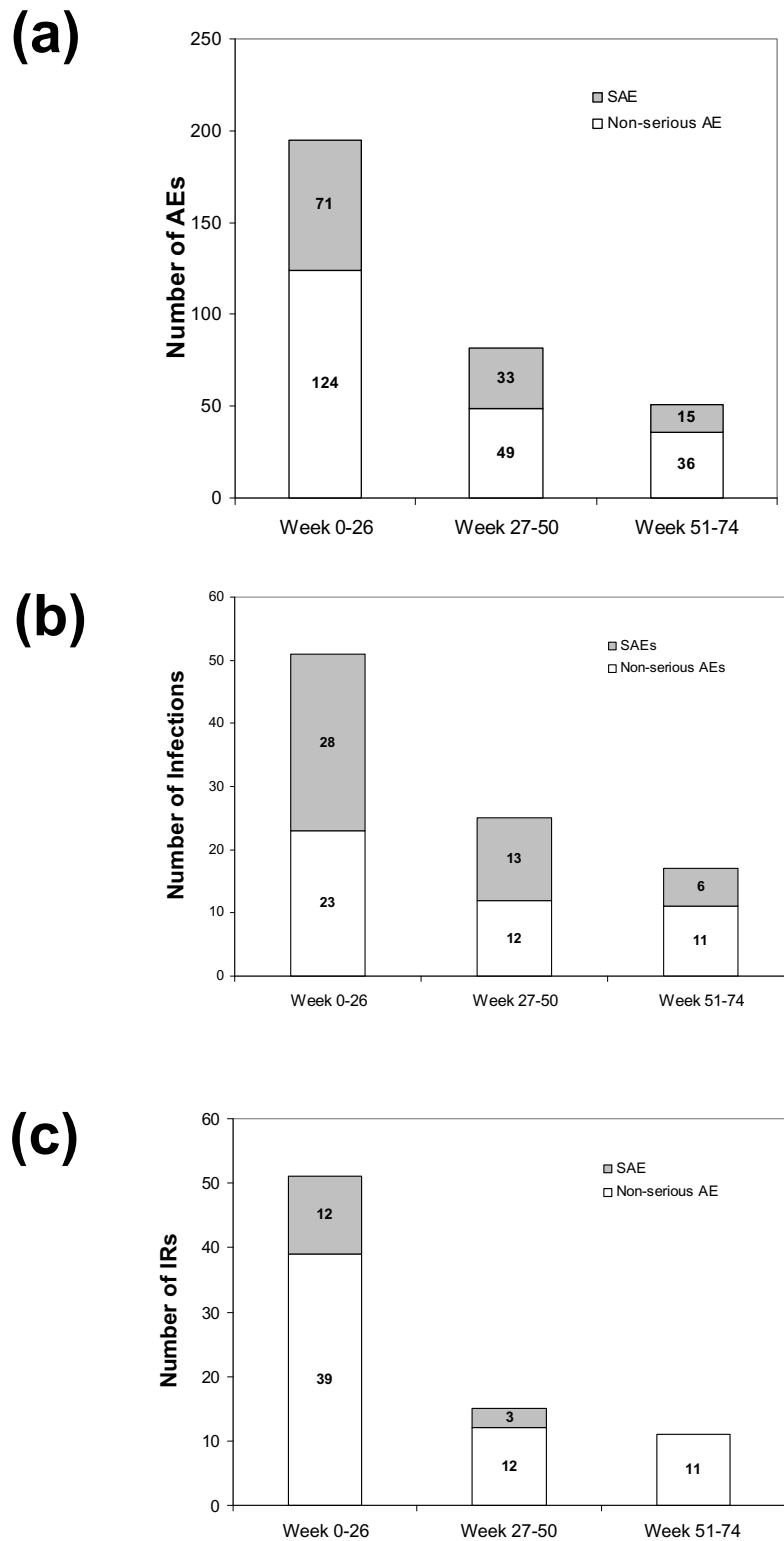 (a)
250
200
150
100
50
0
Number of AEs
SAE
Non-serious AE
71
124
33
49
15
36
Week 0-26
Week 27-50
Week 51-74
(b)
60
50
40
30
20
10
0
Number of Infections
SAEs
Non-serious AEs
28
23
13
12
6
11
Week 0-26
Week 27-50
Week 51-74
(c)
60
50
40
30
20
10
0
Number of IRs
SAE
Non-serious AE
12
39
3
12
11
Week 0-26
Week 27-50
Week 51-74